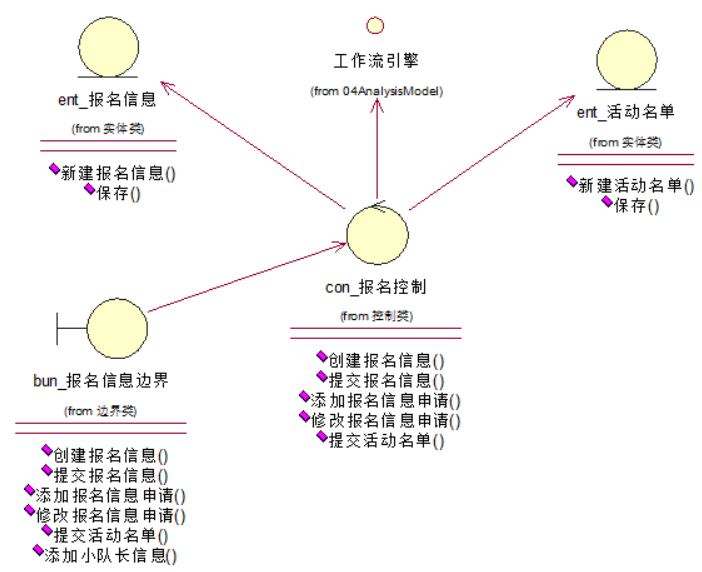 ent_报名信息
(from 实体类)
新建报名信息()
保存()
工作流引擎
(from 04AnalysisModel)
ent_活动名单
(from 实体类)
新建活动名单()
保存()
con_报名控制
(from 控制类)
创建报名信息()
提交报名信息()
添加报名信息申请()
修改报名信息申请()
提交活动名单()
bun_报名信息边界
(from 边界类)
创建报名信息()
提交报名信息()
添加报名信息申请()
修改报名信息申请()
提交活动名单()
添加小队长信息()